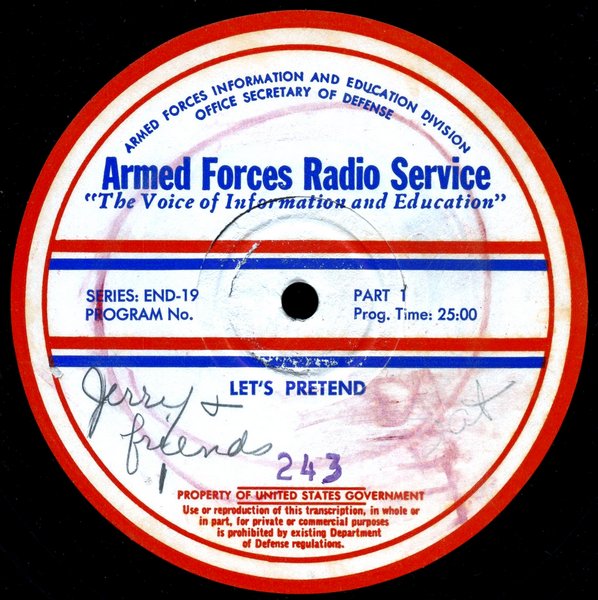 ARMED FORCES INFORMATION AND EDUCATION DIVISION
OFFICE SECRETARY OF DEFENSE
Armed Forces Radio Service
"The Voice of Information and Education"
SERIES: END-19 PART 1
PROGRAM No. Prog. Time: 25:00
LET'S PRETEND
Jerry &
friends
1
243
PROPERTY OF UNITED STATES GOVERNMENT
Use or reproduction of this transcription, in whole or
in part, for private or commercial purposes
is prohibited by existing Department
of Defense regulations.